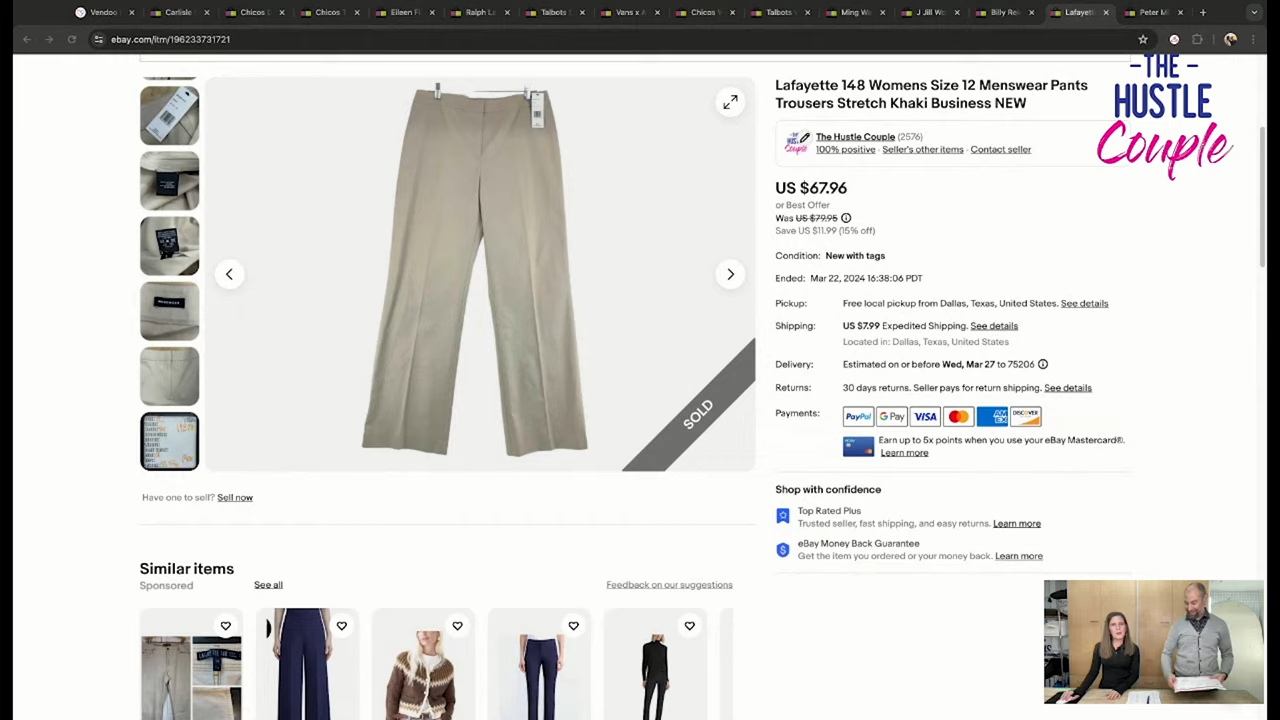 Vendoo
Carlisle
Chicos D
Chicos T
Eileen Fi
Ralph La
Talbots
Vans x A
Chicos V
Talbots
Ming Wa
J Jill Wo
Billy Rei
Lafayett
Peter Mi
ebay.com/itm/196233731721
-THE-
HUSTLE
Couple
Lafayette 148 Womens Size 12 Menswear Pants
Trousers Stretch Khaki Business NEW
The Hustle Couple (2576)
100% positive · Seller's other items · Contact seller
US $67.96
or Best Offer
Was US $79.95
Save US $11.99 (15% off)
Condition: New with tags
Ended: Mar 22, 2024 16:38:06 PDT
Pickup: Free local pickup from Dallas, Texas, United States. See details
Shipping: US $7.99 Expedited Shipping. See details
Located in: Dallas, Texas, United States
Delivery: Estimated on or before Wed, Mar 27 to 75206
Returns: 30 days returns. Seller pays for return shipping. See details
Payments: PayPal G Pay VISA MasterCard AM EX DISCOVER
Earn up to 5x points when you use your eBay Mastercard®.
Learn more
SOLD
Have one to sell? Sell now
Shop with confidence
Top Rated Plus
Trusted seller, fast shipping, and easy returns. Learn more
eBay Money Back Guarantee
Get the item you ordered or your money back. Learn more
Similar items
Sponsored
See all
Feedback on our suggestions